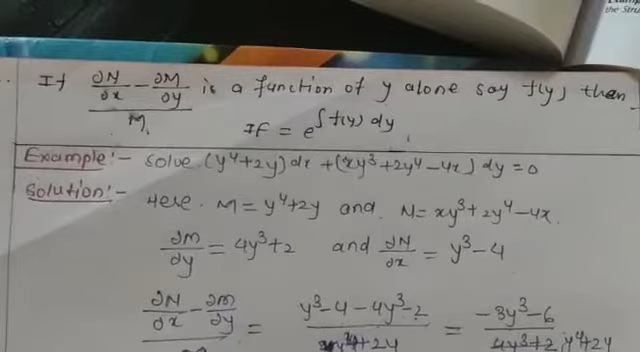 If ∂N/∂x - ∂M/∂y / M is a function of y alone say f(y) then
IF = e^∫f(y) dy.
Example:- Solve (y⁴+2y)dx + (xy³+2y⁴-4x) dy = 0
Solution:- Here. M = y⁴+2y and N = xy³+2y⁴-4x.
∂M/∂y = 4y³+2 and ∂N/∂x = y³-4
∂N/∂x - ∂M/∂y / = y³-4-4y³-2 / +2y = -3y³-6 / 4y³+2 y⁴+2y